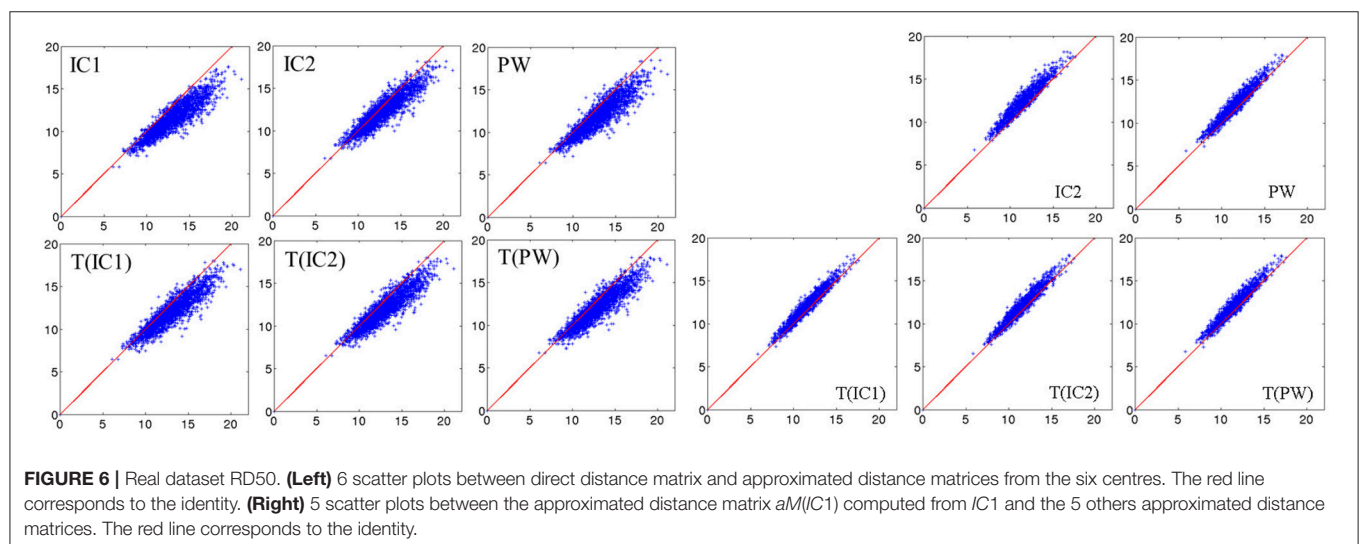 IC1
IC2
PW
20
15
10
5
0
0 5 10 15 20
20
15
10
5
0
0 5 10 15 20
20
15
10
5
0
0 5 10 15 20
20
15
10
5
0
0 5 10 15 20
IC2
20
15
10
5
0
0 5 10 15 20
PW
T(IC1)
T(IC2)
T(PW)
20
15
10
5
0
0 5 10 15 20
20
15
10
5
0
0 5 10 15 20
20
15
10
5
0
0 5 10 15 20
20
15
10
5
0
0 5 10 15 20
T(IC1)
20
15
10
5
0
0 5 10 15 20
T(IC2)
20
15
10
5
0
0 5 10 15 20
T(PW)
FIGURE 6 | Real dataset RD50. (Left) 6 scatter plots between direct distance matrix and approximated distance matrices from the six centres. The red line
corresponds to the identity. (Right) 5 scatter plots between the approximated distance matrix aM(IC1) computed from IC1 and the 5 others approximated distance
matrices. The red line corresponds to the identity.